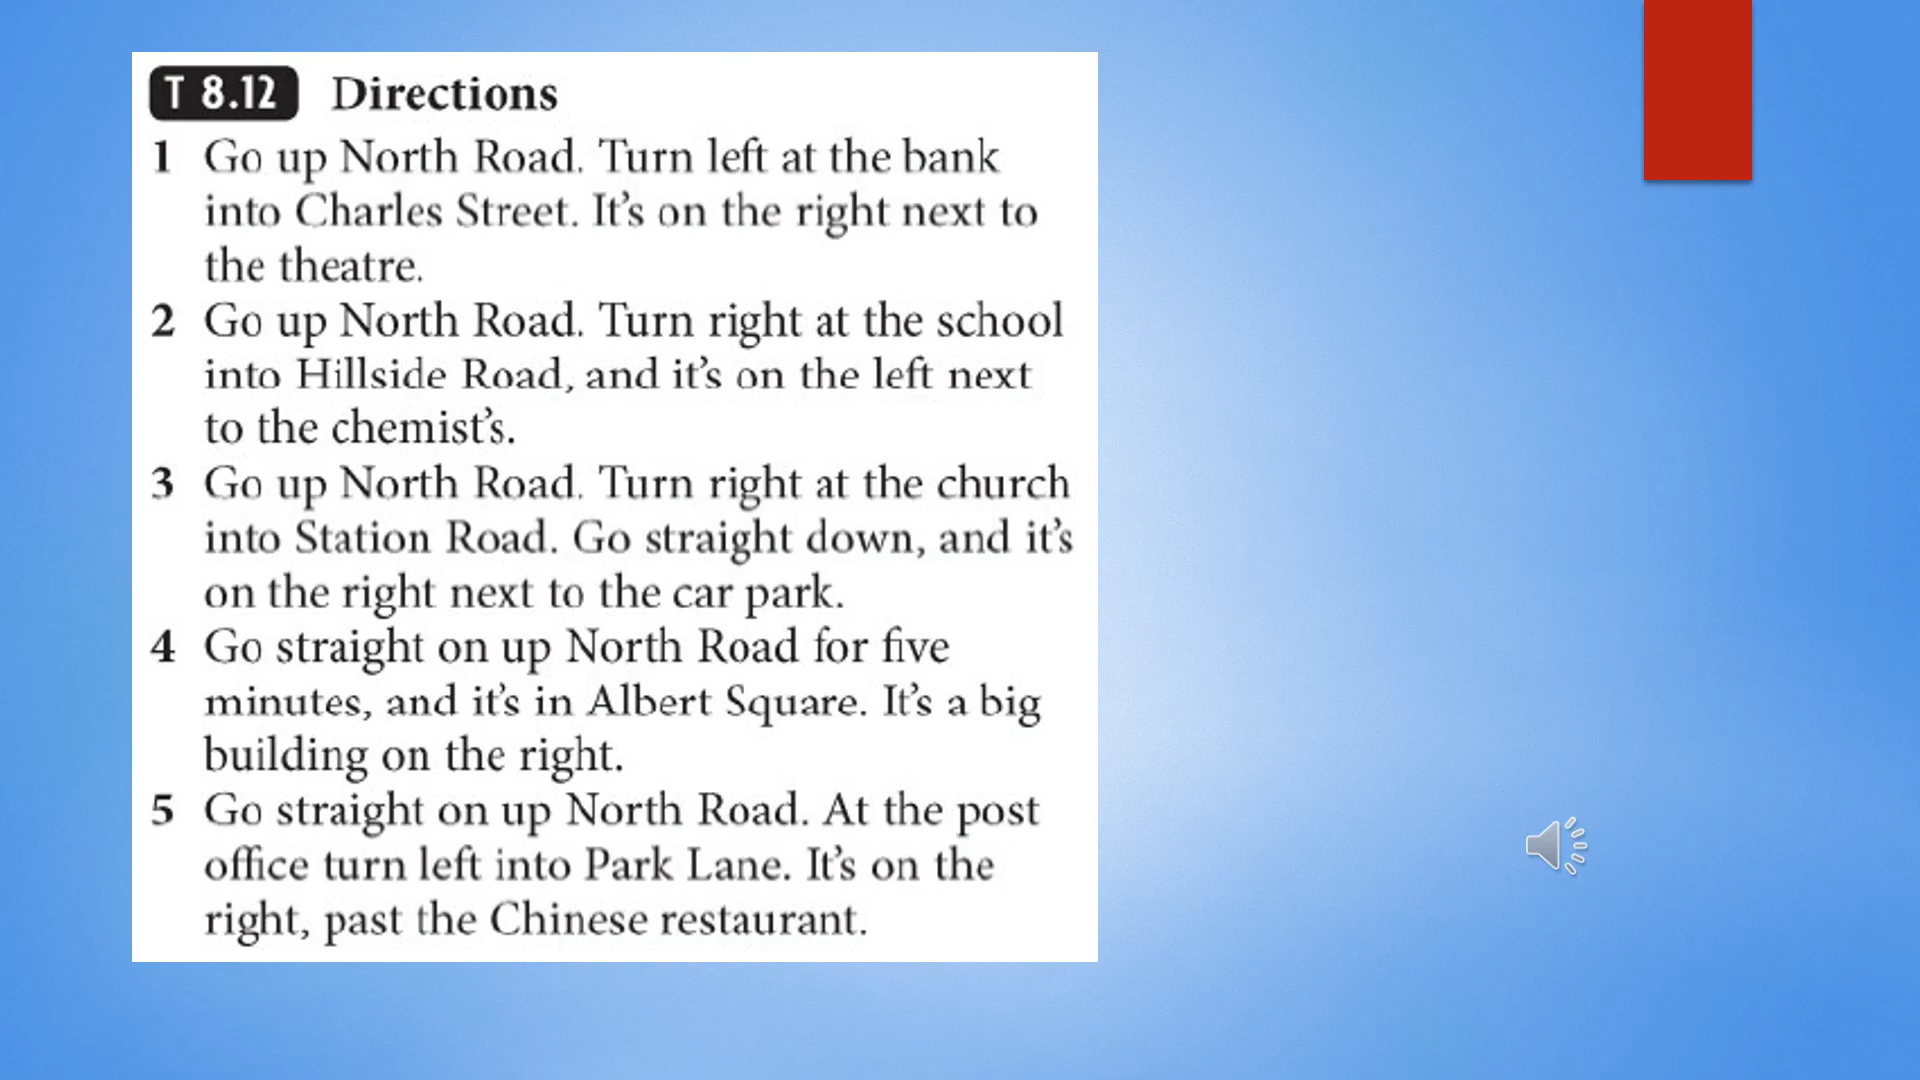 T 8.12 Directions
1 Go up North Road. Turn left at the bank
into Charles Street. It's on the right next to
the theatre.
2 Go up North Road. Turn right at the school
into Hillside Road, and it's on the left next
to the chemist's.
3 Go up North Road. Turn right at the church
into Station Road. Go straight down, and it's
on the right next to the car park.
4 Go straight on up North Road for five
minutes, and it's in Albert Square. It's a big
building on the right.
5 Go straight on up North Road. At the post
office turn left into Park Lane. It's on the
right, past the Chinese restaurant.